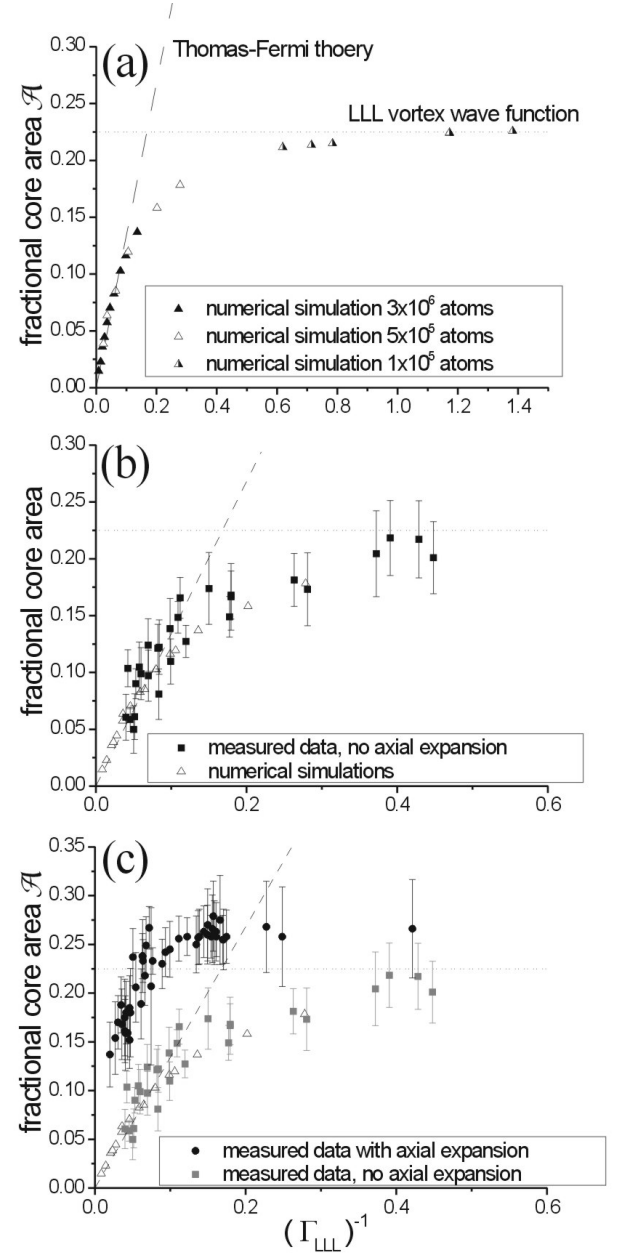 (a)
Thomas-Fermi thoery
LLL vortex wave function
fractional core area 𝒜
0.30
0.25
0.20
0.15
0.10
0.05
0.00
numerical simulation 3x10⁶ atoms
numerical simulation 5x10⁵ atoms
numerical simulation 1x10⁵ atoms
0.0 0.2 0.4 0.6 0.8 1.0 1.2 1.4
(b)
fractional core area
0.30
0.25
0.20
0.15
0.10
0.05
0.00
measured data, no axial expansion
numerical simulations
0.0 0.2 0.4 0.6
(c)
fractional core area 𝒜
0.35
0.30
0.25
0.20
0.15
0.10
0.05
0.00
measured data with axial expansion
measured data, no axial expansion
0.0 0.2 0.4 0.6
(Γ_LLL)⁻¹